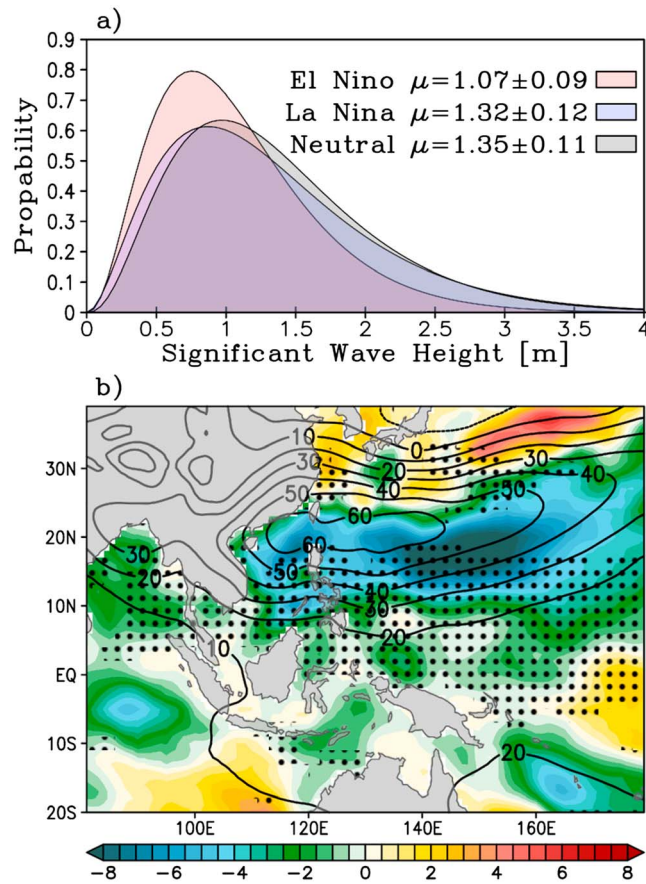 a)
0.9
0.8
0.7
0.6
0.5
0.4
0.3
0.2
0.1
0
Propability
El Nino μ=1.07±0.09
La Nina μ=1.32±0.12
Neutral μ=1.35±0.11
0 0.5 1 1.5 2 2.5 3 3.5 4
Significant Wave Height [m]
b)
10 0
30 20 30
50 40 40
50
60
60
30 50
20 40
30
20
10
20
30N
20N
10N
EQ
10S
20S
100E 120E 140E 160E
-8 -6 -4 -2 0 2 4 6 8